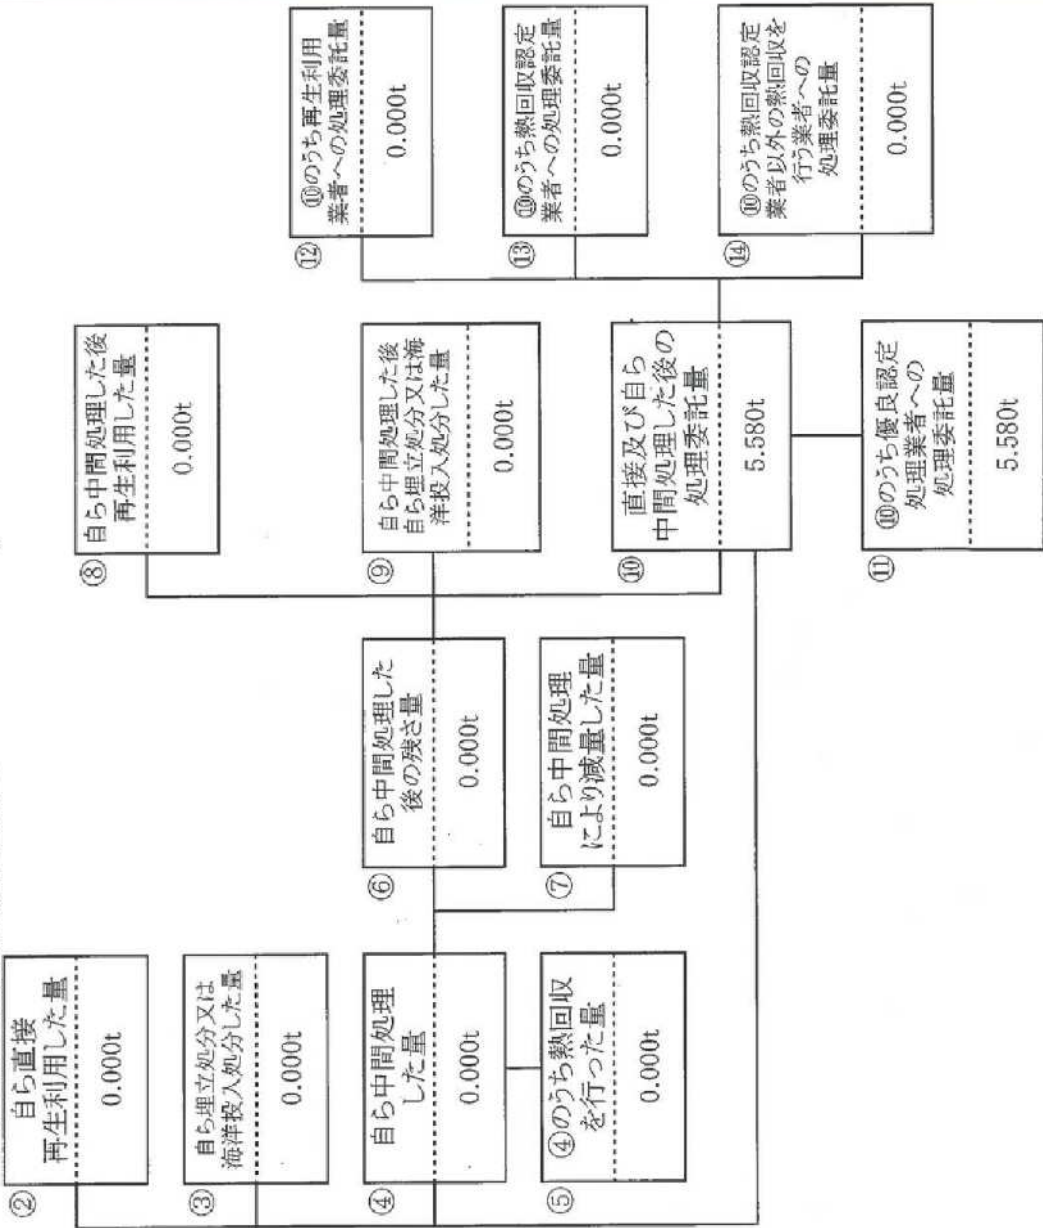 ②
自ら直接
再生利用した量
0.000t
③
自ら埋立処分又は
海洋投入処分した量
0.000t
④
自ら中間処理
した量
0.000t
⑤
④のうち熱回収
を行った量
0.000t
⑥
自ら中間処理した
後の残さ量
0.000t
⑦
自ら中間処理
により減量した量
0.000t
⑧
自ら中間処理した後
再生利用した量
0.000t
⑨
自ら中間処理した後
自ら埋立処分又は海
洋投入処分した量
0.000t
⑩
直接及び自ら
中間処理した後の
処理委託量
5.580t
⑪
⑩のうち優良認定
処理業者への
処理委託量
5.580t
⑫
⑩のうち再生利用
業者への処理委託量
0.000t
⑬
⑩のうち熱回収認定
業者への処理委託量
0.000t
⑭
⑩のうち熱回収認定
業者以外の熱回収を
行う業者への
処理委託量
0.000t